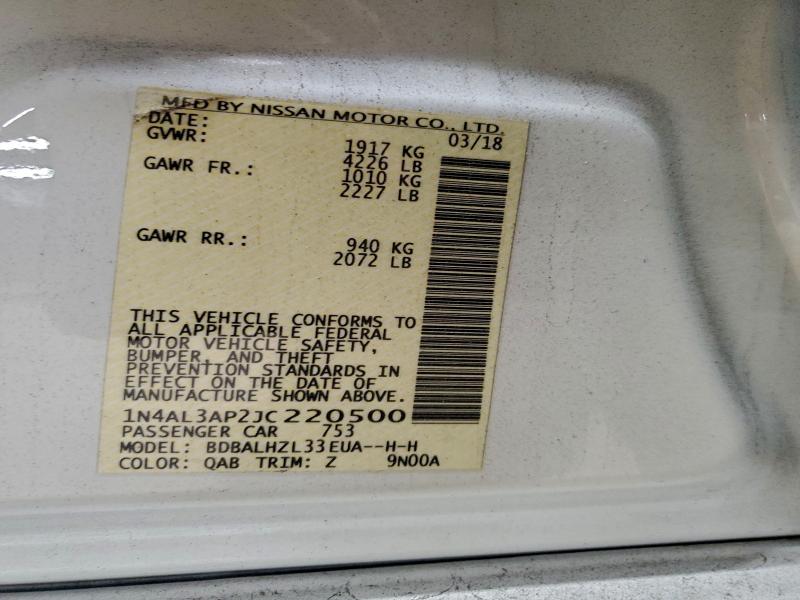 MFD BY NISSAN MOTOR CO., LTD.
DATE: 03/18
GVWR: 1917 KG
4226 LB
GAWR FR.: 1010 KG
2227 LB
GAWR RR.: 940 KG
2072 LB
THIS VEHICLE CONFORMS TO
ALL APPLICABLE FEDERAL
MOTOR VEHICLE SAFETY,
BUMPER, AND THEFT
PREVENTION STANDARDS IN
EFFECT ON THE DATE OF
MANUFACTURE SHOWN ABOVE.
1N4AL3AP2JC220500
PASSENGER CAR 753
MODEL: BDBALHZL33EUA--H-H
COLOR: QAB TRIM: Z 9N00A